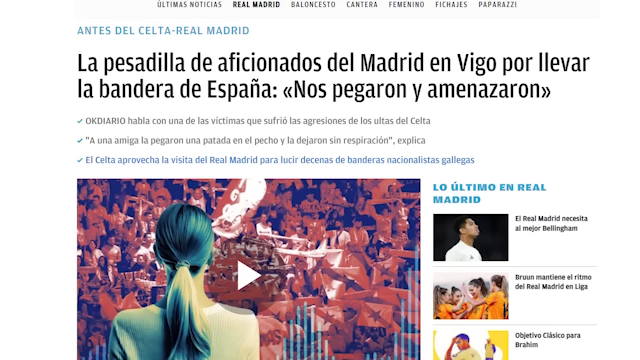 ÚLTIMAS NOTICIAS REAL MADRID BALONCESTO CANTERA FEMENINO FICHAJES PAPARAZZI
ANTES DEL CELTA-REAL MADRID
La pesadilla de aficionados del Madrid en Vigo por llevar
la bandera de España: «Nos pegaron y amenazaron»
OKDIARIO habla con una de las víctimas que sufrió las agresiones de los ultas del Celta
"A una amiga la pegaron una patada en el pecho y la dejaron sin respiración", explica
El Celta aprovecha la visita del Real Madrid para lucir decenas de banderas nacionalistas gallegas
LO ÚLTIMO EN REAL
MADRID
El Real Madrid necesita
al mejor Bellingham
Bruun mantiene el ritmo
del Real Madrid en Liga
Objetivo Clásico para
Brahim